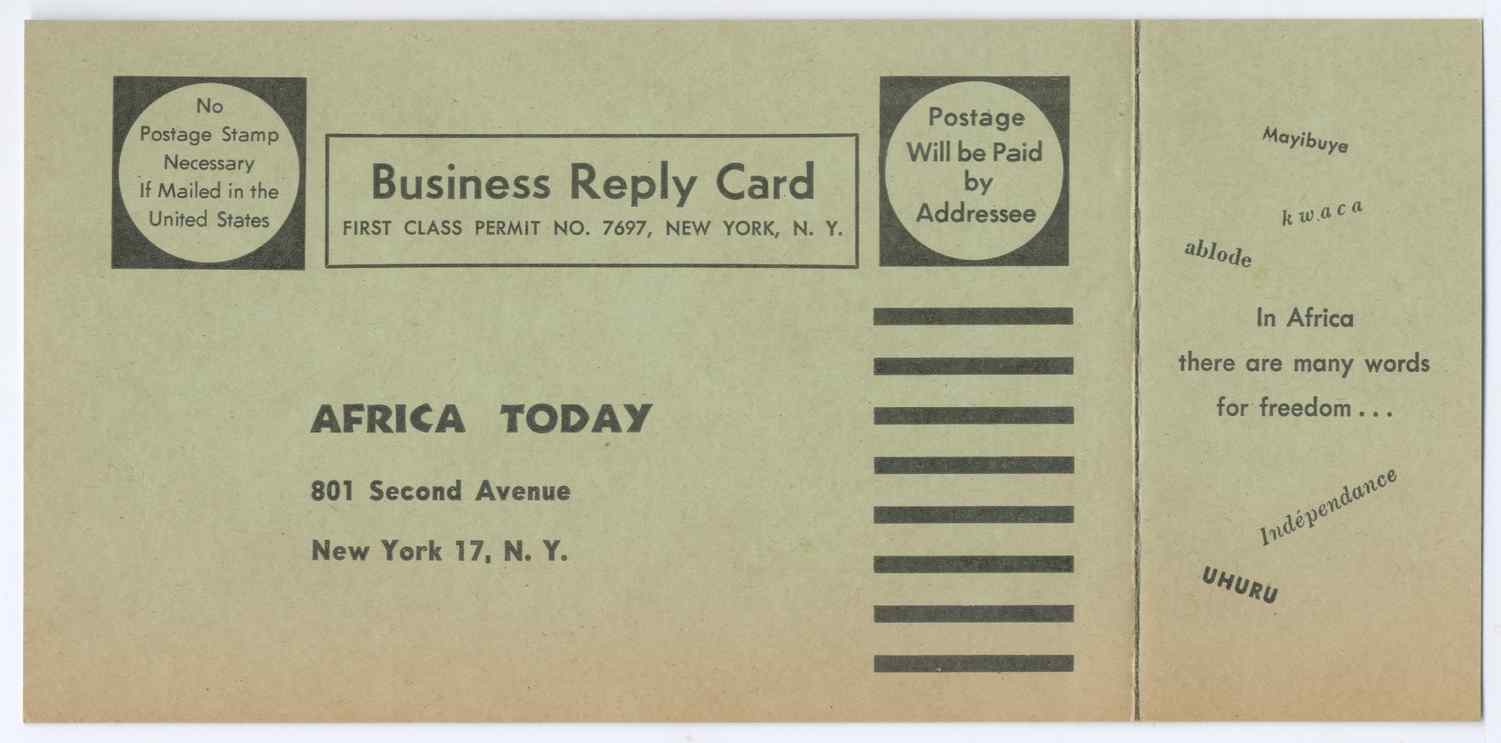 No
Postage Stamp
Necessary
If Mailed in the
United States
Business Reply Card
FIRST CLASS PERMIT NO. 7697, NEW YORK, N. Y.
Postage
Will be Paid
by
Addressee
AFRICA TODAY
801 Second Avenue
New York 17, N. Y.
Mayibuye
kwaca
ablode
In Africa
there are many words
for freedom...
Indépendance
UHURU